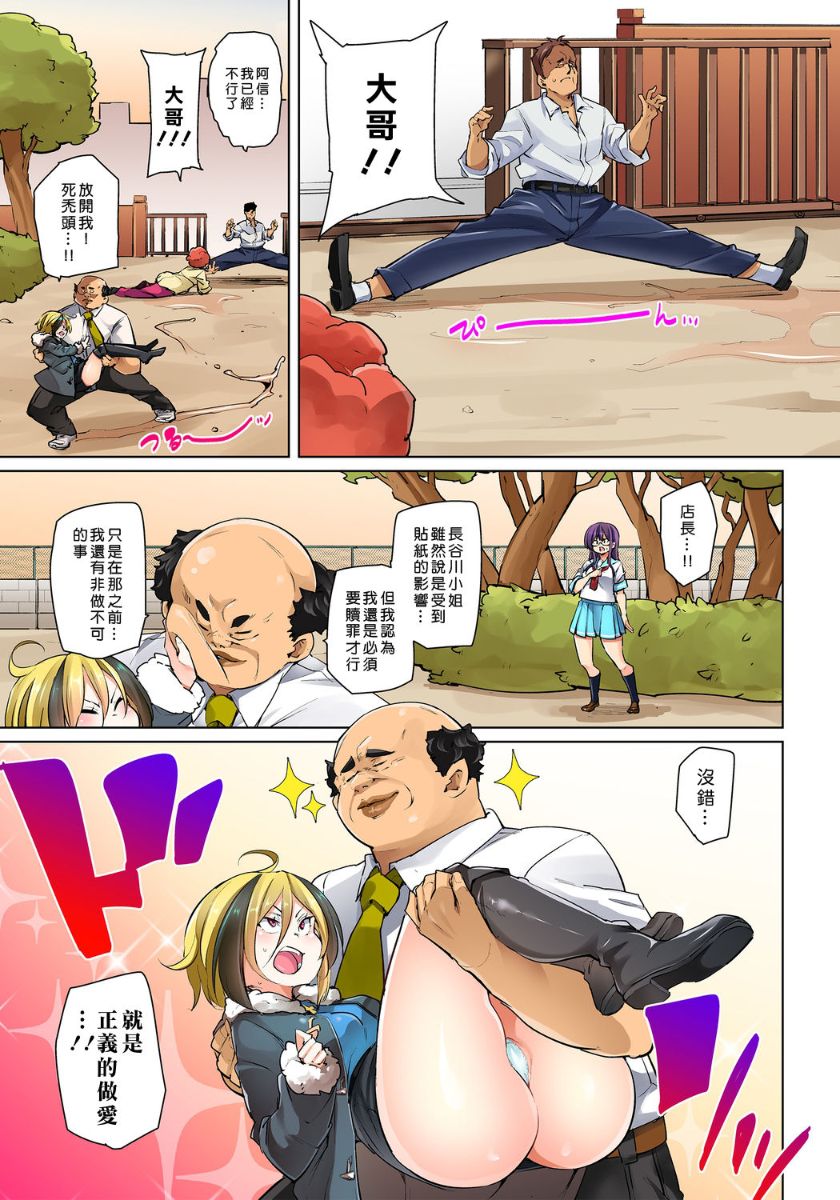 大哥!!
ぴーーん…
阿信…
我已經
不行了
大哥!!!
放開我!
死禿頭…!!
つる〜〜ッ
店長…!!
長谷川小姐
雖然說是受到
貼紙的影響…
但我認為
我還是必須
要贖罪才行
只是在那之前…
我還有非做不可
的事
沒錯…
就是
正義的做愛
…!!
ドッ!!